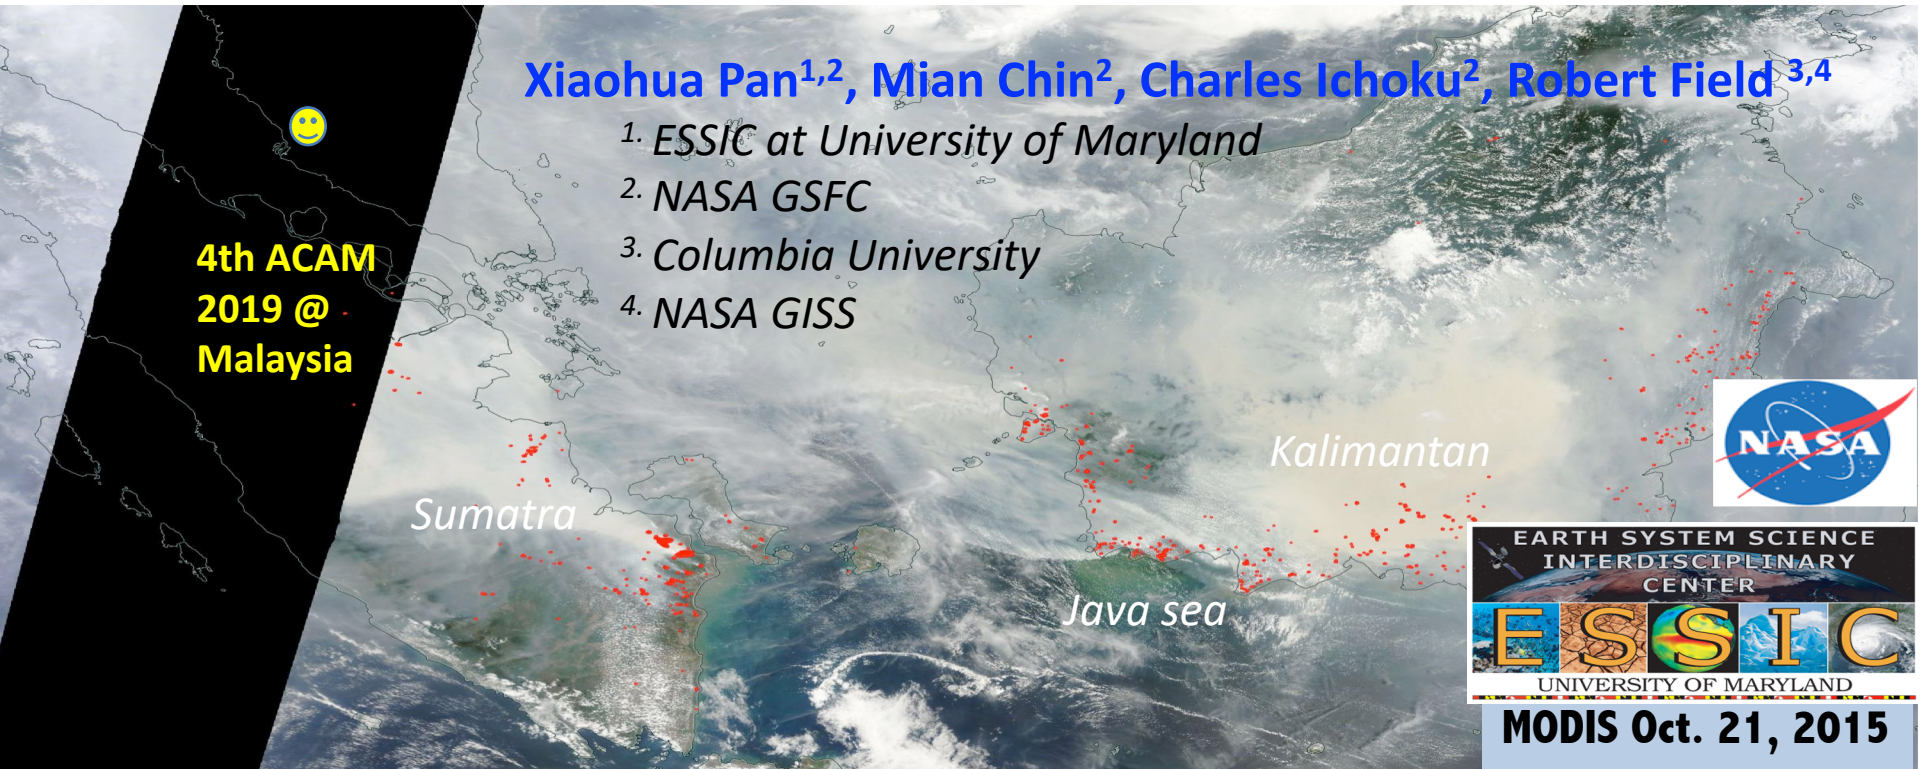 Xiaohua Pan1,2, Mian Chin2, Charles Ichoku2, Robert Field 3,4
1. ESSIC at University of Maryland
2. NASA GSFC
3. Columbia University
4. NASA GISS
4th ACAM
2019 @
Malaysia
Kalimantan
Sumatra
Java sea
NASA
EARTH SYSTEM SCIENCE
INTERDISCIPLINARY
CENTER
ESSIC
UNIVERSITY OF MARYLAND
MODIS Oct. 21, 2015